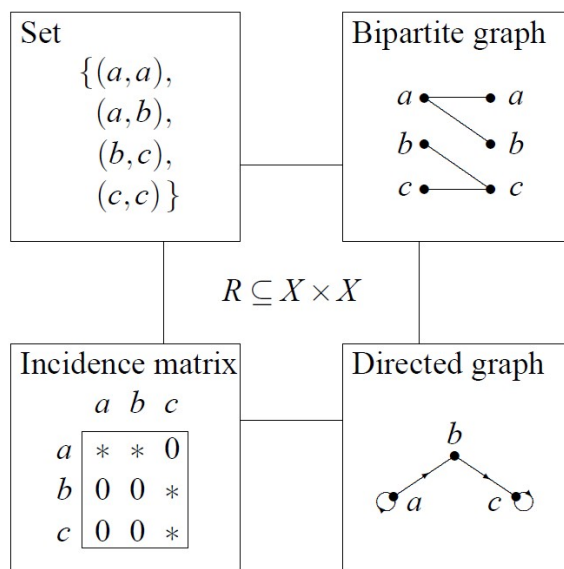 Set
{(a,a),
(a,b),
(b,c),
(c,c)}
Bipartite graph
a a
b b
c c
R ⊆ X × X
Incidence matrix
a b c
a * * 0
b 0 0 *
c 0 0 *
Directed graph
b
a c